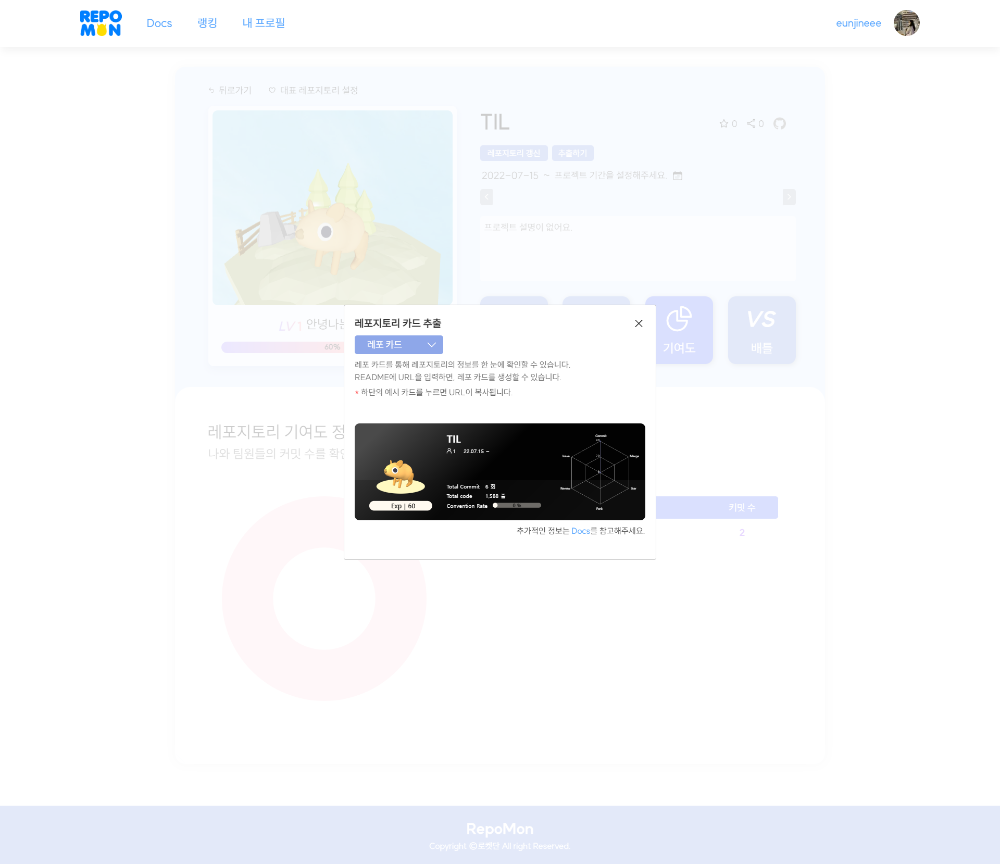 REPO
MON
Docs
랭킹
내 프로필
eunjineee
뒤로가기
대표 레포지토리 설정
TIL
0
0
레포지토리 갱신
추출하기
2022-07-15 ~ 프로젝트 기간을 설정해주세요.
프로젝트 설명이 없어요.
LV 1 안녕나는
60%
기여도
VS
배틀
레포지토리 카드 추출
레포 카드
레포 카드를 통해 레포지토리의 정보를 한 눈에 확인할 수 있습니다.
README에 URL을 입력하면, 레포 카드를 생성할 수 있습니다.
* 하단의 예시 카드를 누르면 URL이 복사됩니다.
TIL
1 22.07.15 ~
Total Commit 6 회
Total code 1,588 줄
Convention Rate 0 %
Exp | 60
Commit
40
Issue
20
Merge
0
Review
Star
Fork
추가적인 정보는 Docs를 참고해주세요.
레포지토리 기여도 정
나와 팀원들의 커밋 수를 확인
커밋 수
2
RepoMon
Copyright ©로켓단 All right Reserved.